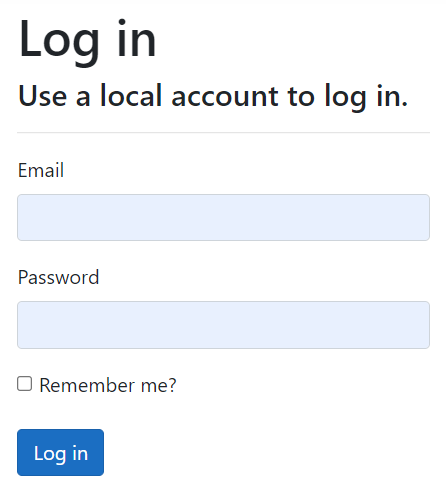 Log in
Use a local account to log in.
Email
Password
Remember me?
Log in